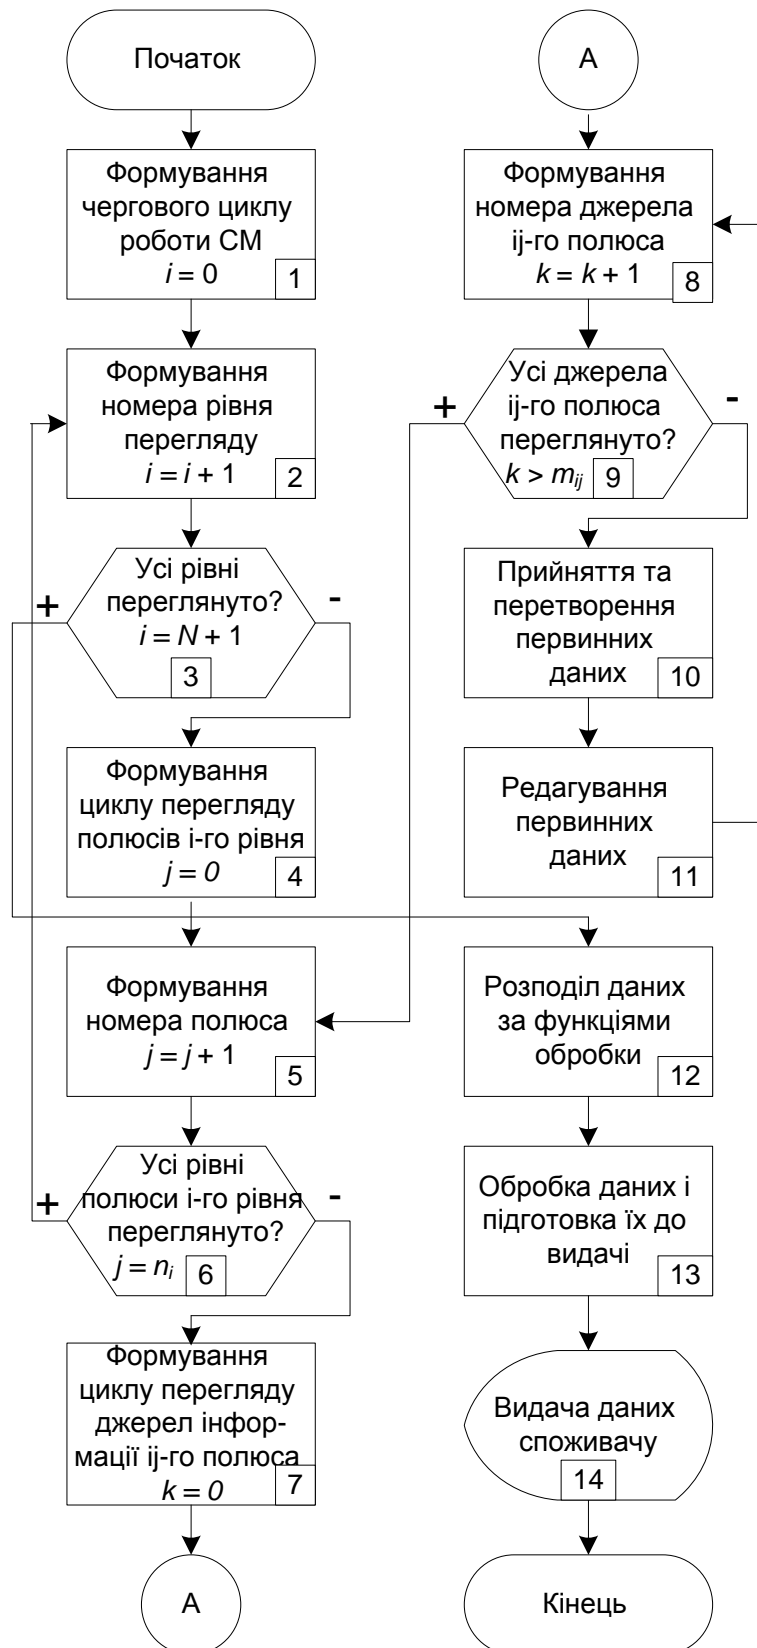 Початок
Формування
чергового циклу
роботи СМ
i = 0
1
Формування
номера рівня
перегляду
i = i + 1
2
Усі рівні
переглянуто?
i = N + 1
3
+
-
Формування
циклу перегляду
полюсів і-го рівня
j = 0
4
Формування
номера полюса
j = j + 1
5
Усі рівні
полюси і-го рівня
переглянуто?
j = nᵢ
6
+
-
Формування
циклу перегляду
джерел інфор-
мації ij-го полюса
k = 0
7
А
А
Формування
номера джерела
ij-го полюса
k = k + 1
8
Усі джерела
ij-го полюса
переглянуто?
k > mᵢⱼ
9
+
-
Прийняття та
перетворення
первинних
даних
10
Редагування
первинних
даних
11
Розподіл даних
за функціями
обробки
12
Обробка даних і
підготовка їх до
видачі
13
Видача даних
споживачу
14
Кінець